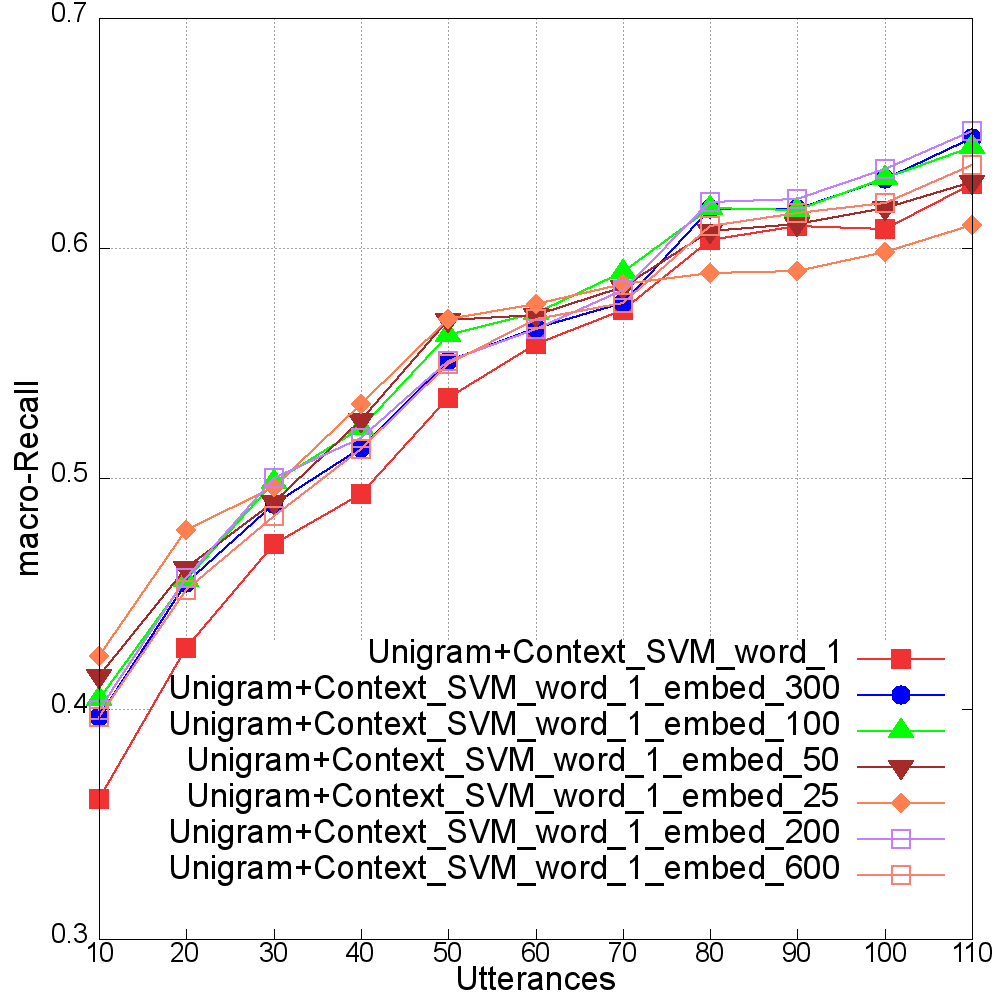 0.7
0.6
0.5
0.4
0.3
macro-Recall
Unigram+Context_SVM_word_1
Unigram+Context_SVM_word_1_embed_300
Unigram+Context_SVM_word_1_embed_100
Unigram+Context_SVM_word_1_embed_50
Unigram+Context_SVM_word_1_embed_25
Unigram+Context_SVM_word_1_embed_200
Unigram+Context_SVM_word_1_embed_600
10 20 30 40 50 60 70 80 90 100 110
Utterances